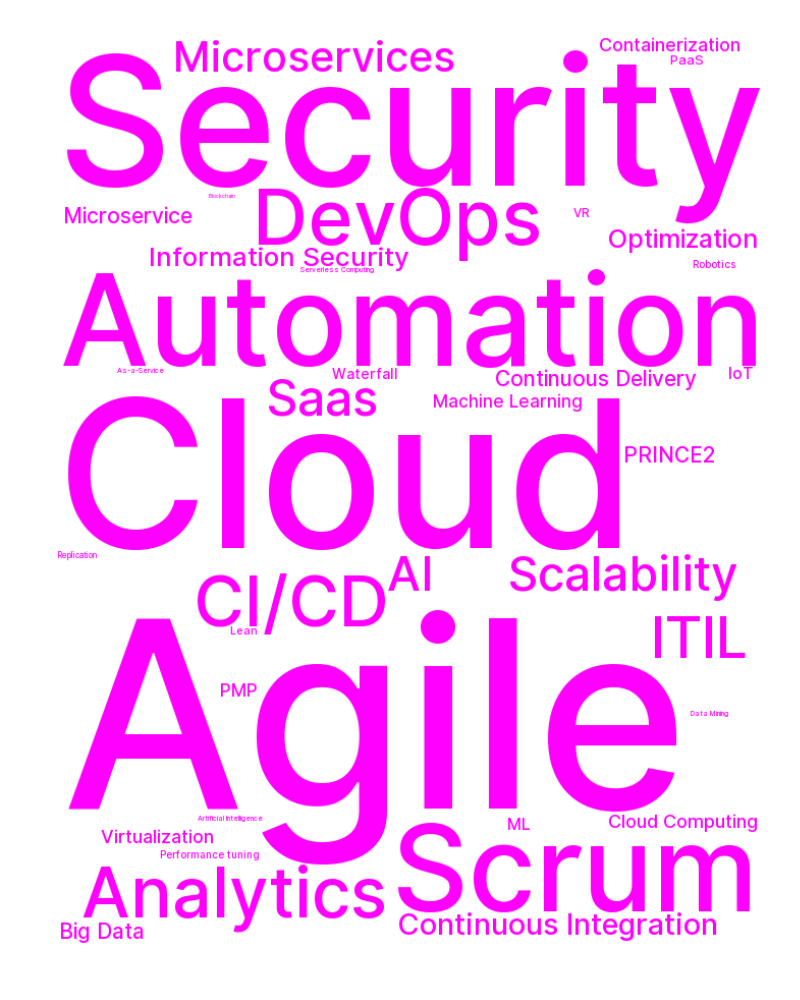 Microservices
Containerization
PaaS
Security
Blockchain
Microservice
DevOps
VR
Optimization
Information Security
Robotics
Serverless Computing
Automation
As-a-Service
Waterfall
Continuous Delivery
IoT
Saas
Machine Learning
Cloud
PRINCE2
Replication
AI
Scalability
CI/CD
Lean
ITIL
Agile
PMP
Data Mining
Artificial Intelligence
ML
Cloud Computing
Virtualization
Scrum
Performance tuning
Analytics
Continuous Integration
Big Data